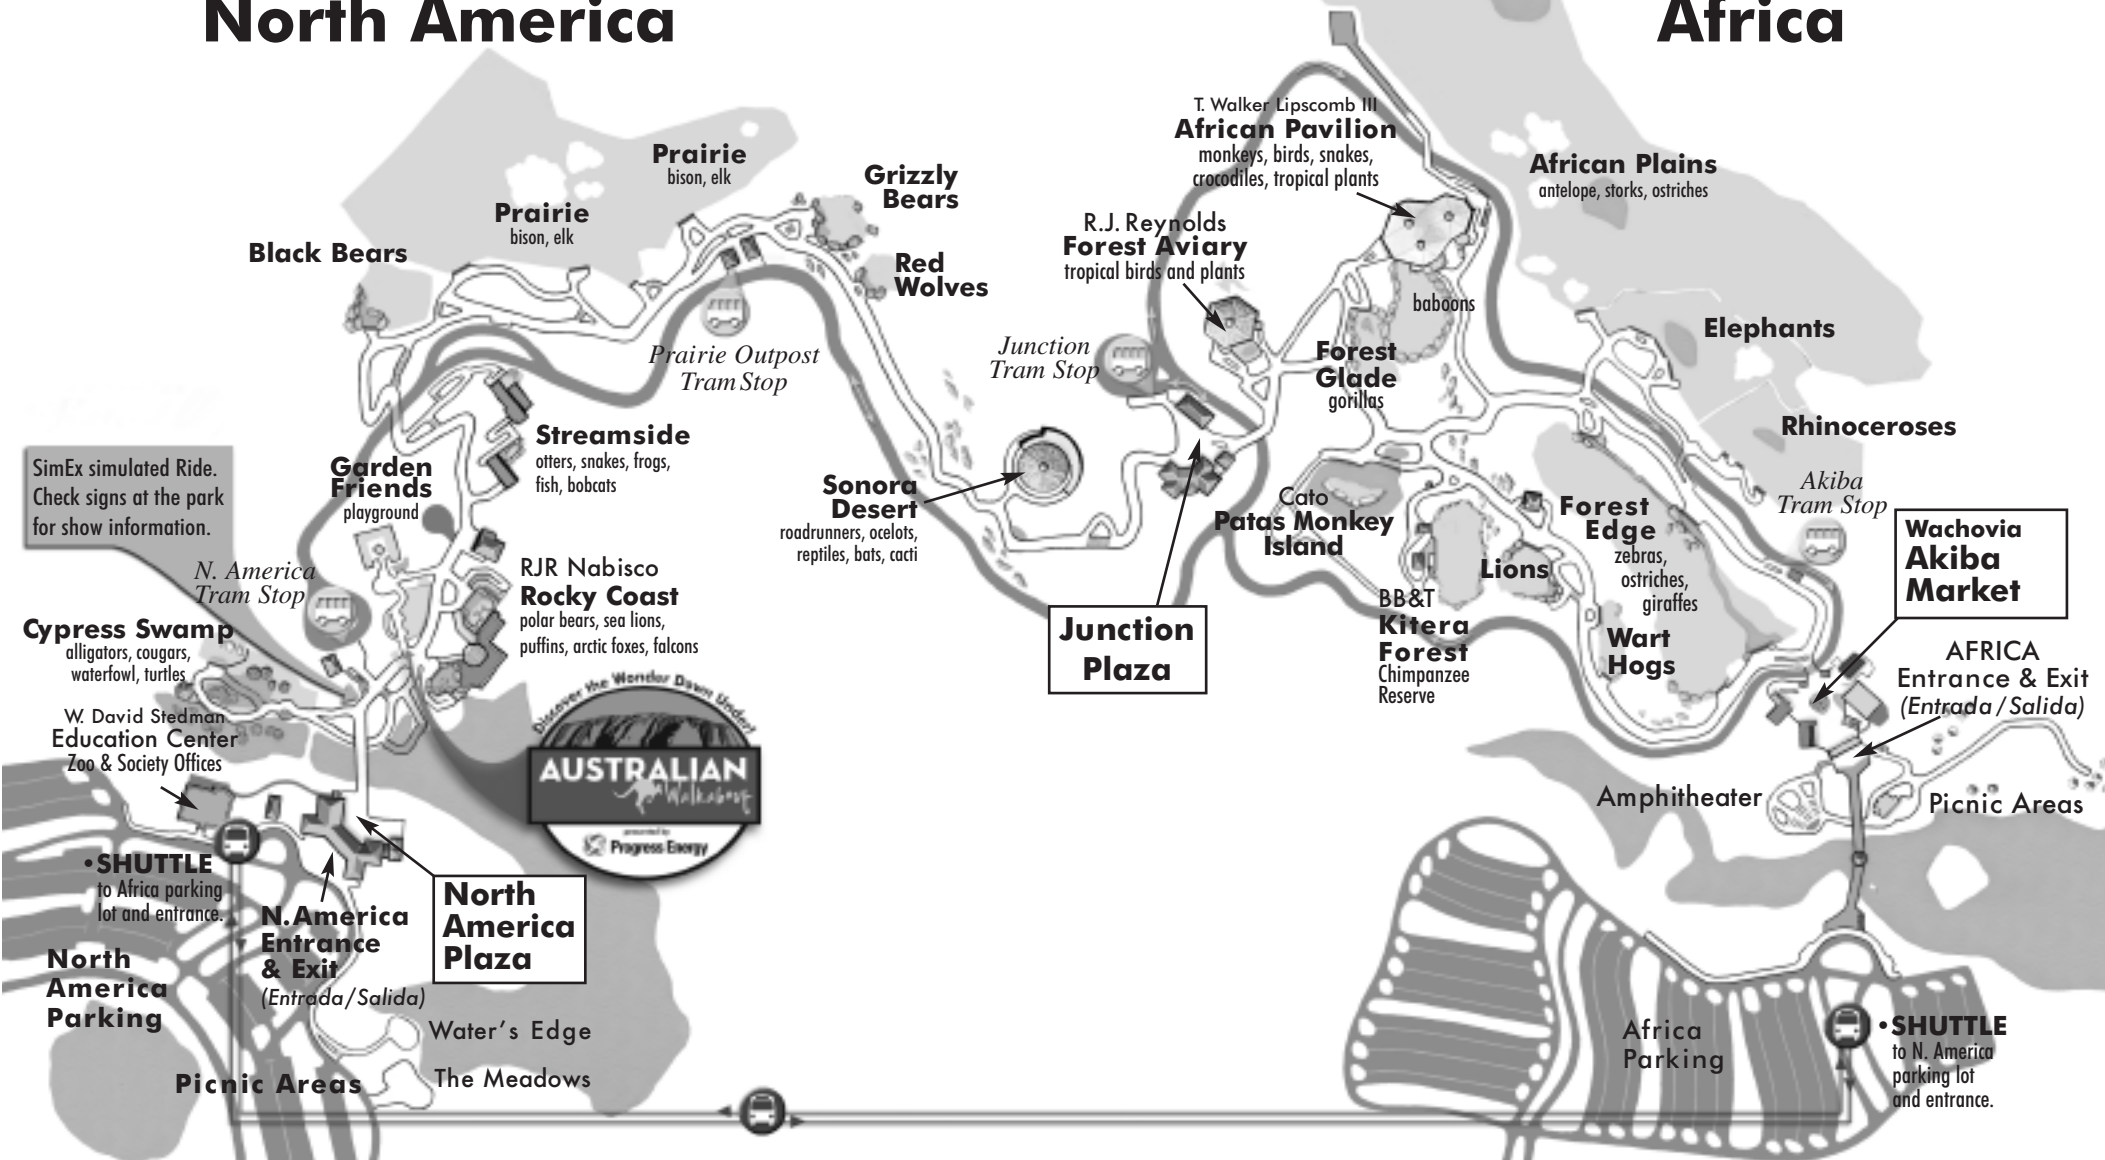 North America
Africa
T. Walker Lipscomb III
African Pavilion
monkeys, birds, snakes,
crocodiles, tropical plants
Prairie
bison, elk
Prairie
bison, elk
Grizzly
Bears
Black Bears
Red
Wolves
African Plains
antelope, storks, ostriches
R.J. Reynolds
Forest Aviary
tropical birds and plants
baboons
Elephants
Prairie Outpost
Tram Stop
Junction
Tram Stop
Forest
Glade
gorillas
Rhinoceroses
SimEx simulated Ride.
Check signs at the park
for show information.
Garden
Friends
playground
Streamside
otters, snakes, frogs,
fish, bobcats
Sonora
Desert
roadrunners, ocelots,
reptiles, bats, cacti
Cato
Patas Monkey
Island
Forest
Edge
zebras,
ostriches,
giraffes
Akiba
Tram Stop
Wachovia
Akiba
Market
Lions
N. America
Tram Stop
RJR Nabisco
Rocky Coast
polar bears, sea lions,
puffins, arctic foxes, falcons
Cypress Swamp
alligators, cougars,
waterfowl, turtles
Junction
Plaza
BB&T
Kitera
Forest
Chimpanzee
Reserve
Wart
Hogs
AFRICA
Entrance & Exit
(Entrada/Salida)
W. David Stedman
Education Center
Zoo & Society Offices
Discover the Wonder Down Under!
AUSTRALIAN
Walkabout
presented by
Progress Energy
Amphitheater
Picnic Areas
•SHUTTLE
to Africa parking
lot and entrance.
N.America
Entrance
& Exit
(Entrada/Salida)
North
America
Plaza
North
America
Parking
Water's Edge
The Meadows
Picnic Areas
Africa
Parking
•SHUTTLE
to N. America
parking lot
and entrance.